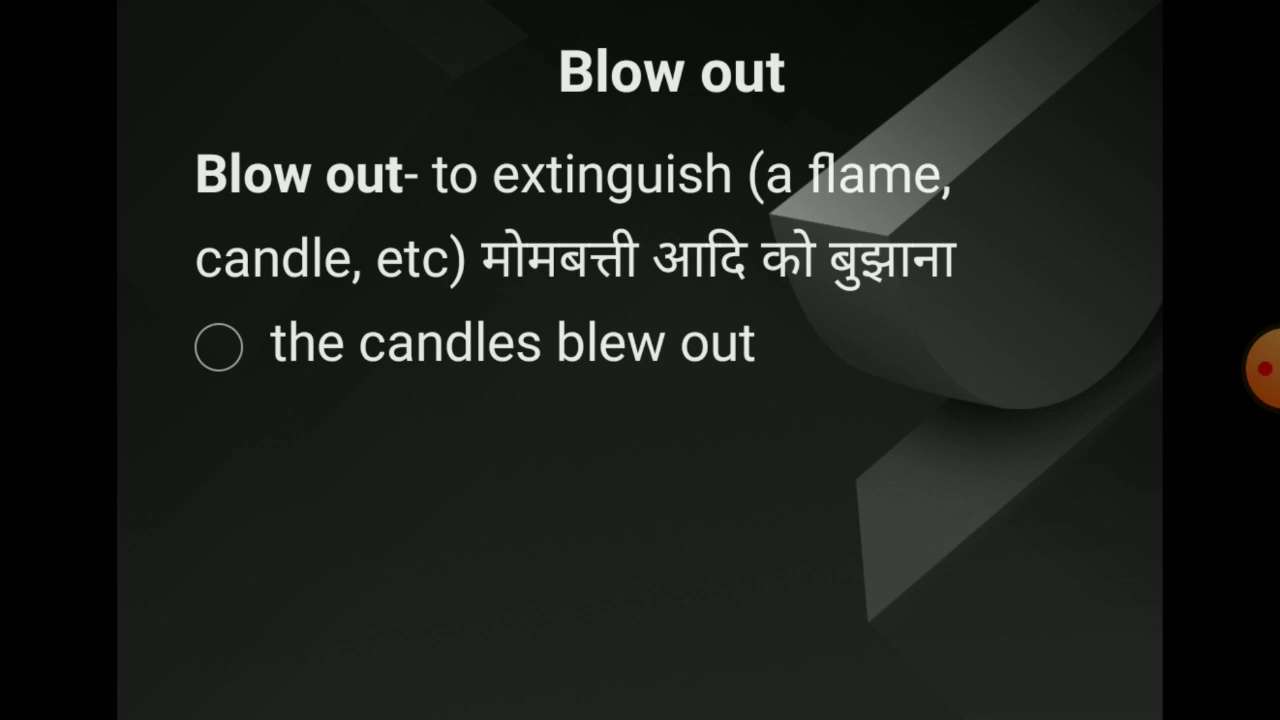 Blow out
Blow out- to extinguish (a flame,
candle, etc) मोमबत्ती आदि को बुझाना
the candles blew out